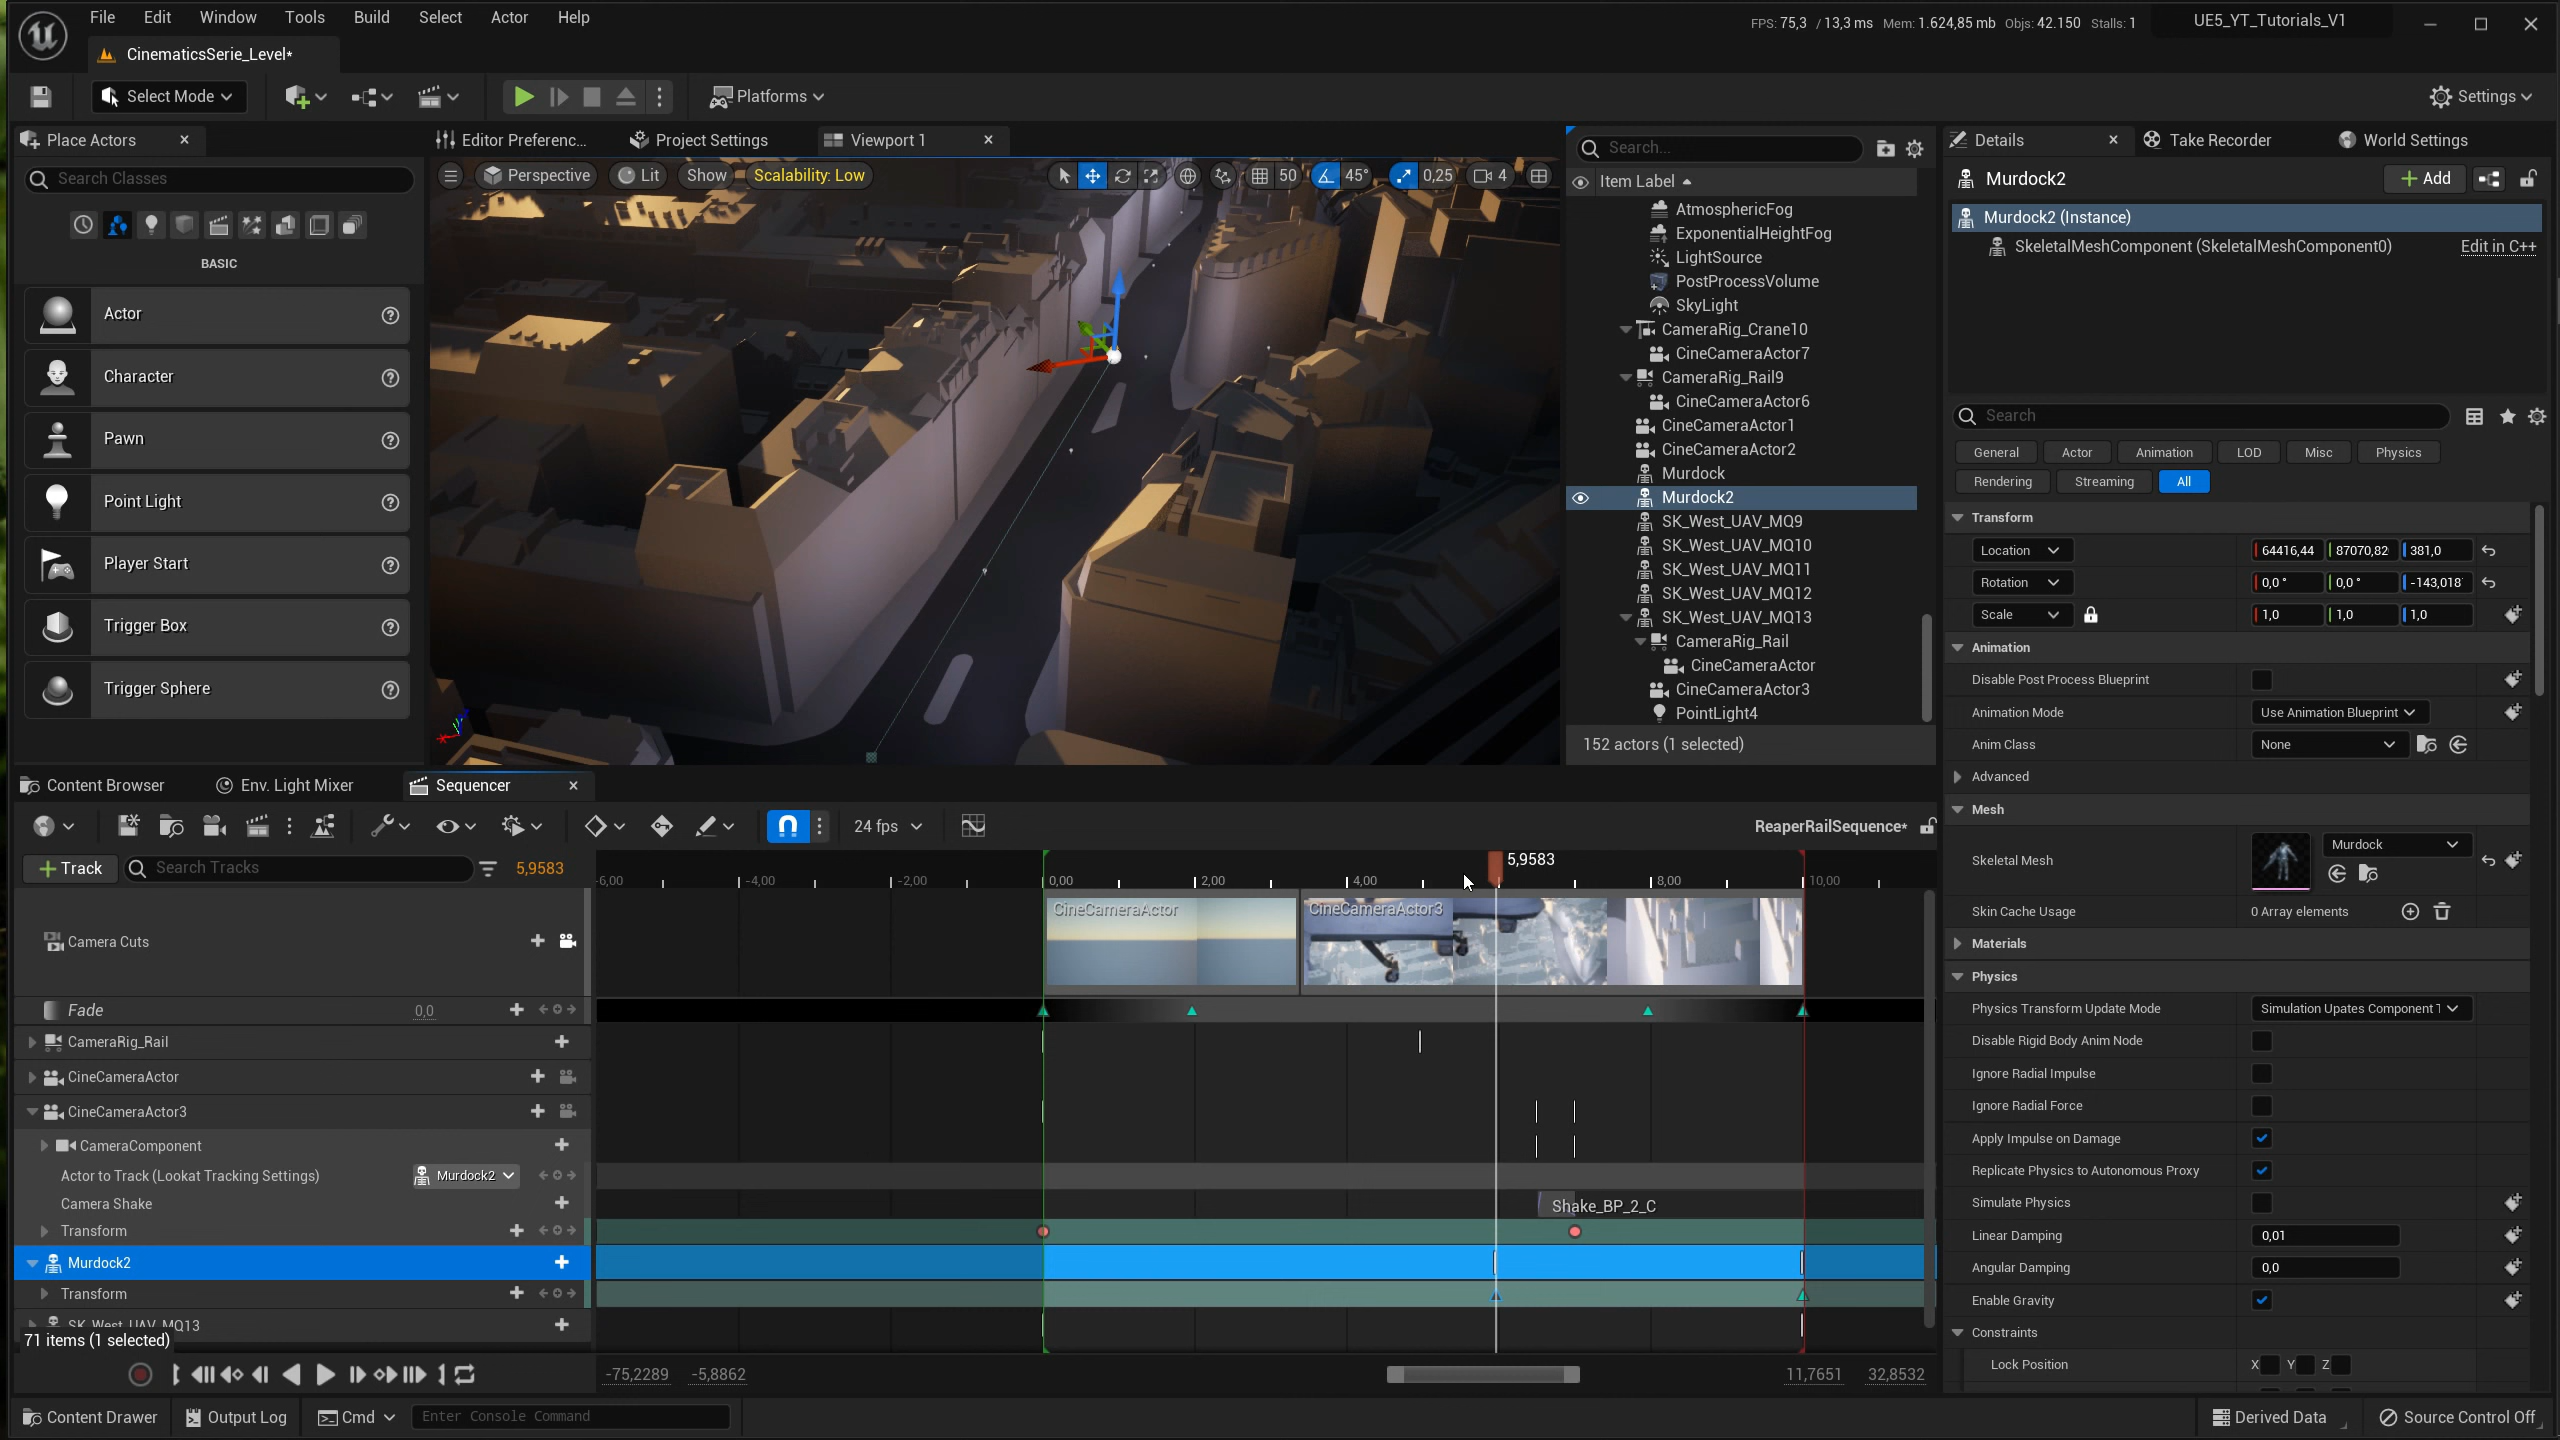 File Edit Window Tools Build Select Actor Help
FPS: 75,3 / 13,3 ms Mem: 1.624,85 mb Objs: 42.150 Stalls: 1
UE5_YT_Tutorials_V1
CinematicsSerie_Level*
Select Mode
Platforms
Settings
Place Actors
Search Classes
BASIC
Actor
Character
Pawn
Point Light
Player Start
Trigger Box
Trigger Sphere
Editor Preferenc...
Project Settings
Viewport 1
Perspective Lit Show Scalability: Low
50 45° 0,25 4
Search...
Item Label
AtmosphericFog
ExponentialHeightFog
LightSource
PostProcessVolume
SkyLight
CameraRig_Crane10
CineCameraActor7
CameraRig_Rail9
CineCameraActor6
CineCameraActor1
CineCameraActor2
Murdock
Murdock2
SK_West_UAV_MQ9
SK_West_UAV_MQ10
SK_West_UAV_MQ11
SK_West_UAV_MQ12
SK_West_UAV_MQ13
CameraRig_Rail
CineCameraActor
CineCameraActor3
PointLight4
152 actors (1 selected)
Details
Take Recorder
World Settings
Murdock2
Add
Murdock2 (Instance)
SkeletalMeshComponent (SkeletalMeshComponent0)
Edit in C++
Search
General Actor Animation LOD Misc Physics
Rendering Streaming All
Transform
Location 64416,44 87070,82 381,0
Rotation 0,0 ° 0,0 ° -143,018
Scale 1,0 1,0 1,0
Animation
Disable Post Process Blueprint
Animation Mode Use Animation Blueprint
Anim Class None
Advanced
Mesh
Skeletal Mesh Murdock
Skin Cache Usage 0 Array elements
Materials
Physics
Physics Transform Update Mode Simulation Upates Component T
Disable Rigid Body Anim Node
Ignore Radial Impulse
Ignore Radial Force
Apply Impulse on Damage
Replicate Physics to Autonomous Proxy
Simulate Physics
Linear Damping 0,01
Angular Damping 0,0
Enable Gravity
Constraints
Lock Position X Y Z
Content Browser
Env. Light Mixer
Sequencer
24 fps
ReaperRailSequence*
Track
Search Tracks
5,9583
5,9583
-6,00 -4,00 -2,00 0,00 2,00 4,00 8,00 10,00
Camera Cuts
CineCameraActor
CineCameraActor3
Fade 0,0
CameraRig_Rail
CineCameraActor
CineCameraActor3
CameraComponent
Actor to Track (Lookat Tracking Settings) Murdock2
Camera Shake
Shake_BP_2_C
Transform
Murdock2
Transform
SK_West_UAV_MQ13
71 items (1 selected)
-75,2289 -5,8862 11,7651 32,8532
Content Drawer
Output Log
Cmd
Enter Console Command
Derived Data
Source Control Off